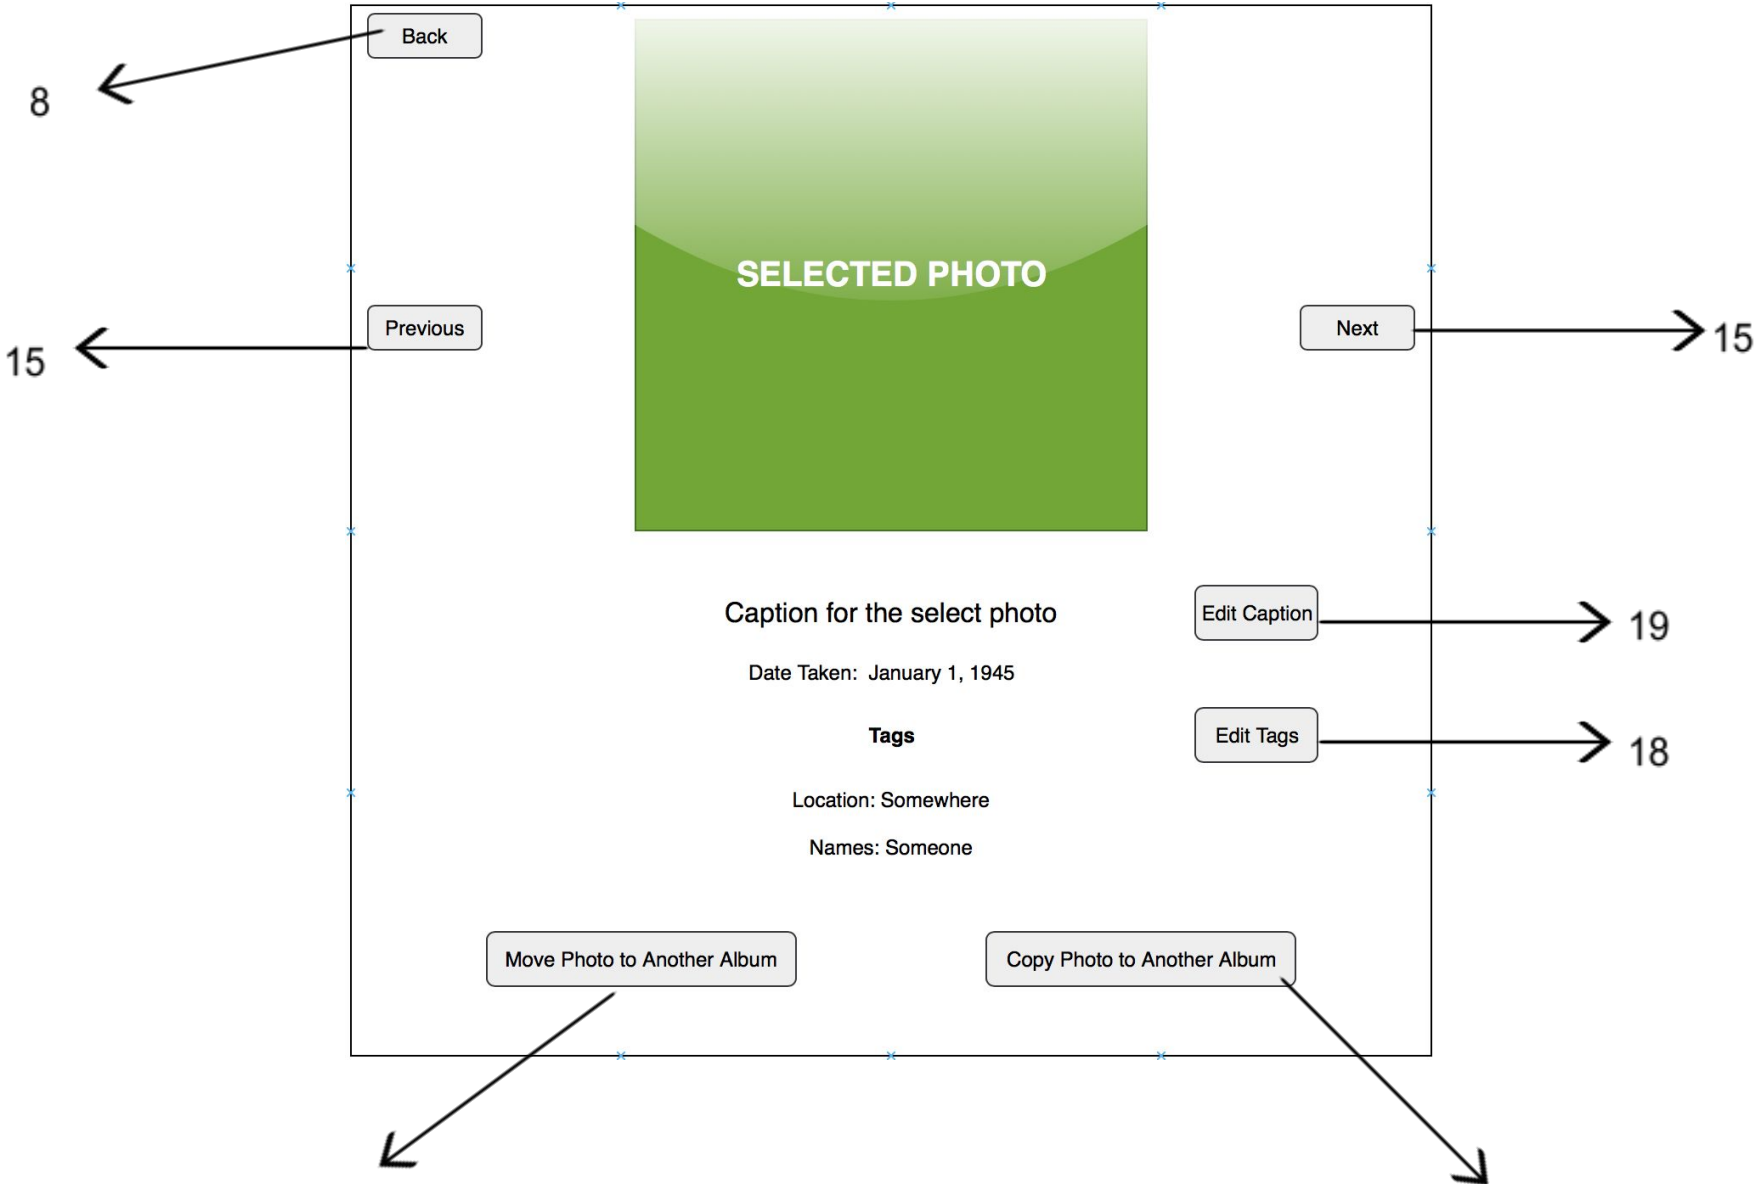 Back
8
SELECTED PHOTO
Previous
Next
15
15
Caption for the select photo
Edit Caption
19
Date Taken:  January 1, 1945
Tags
Edit Tags
18
Location: Somewhere
Names: Someone
Move Photo to Another Album
Copy Photo to Another Album